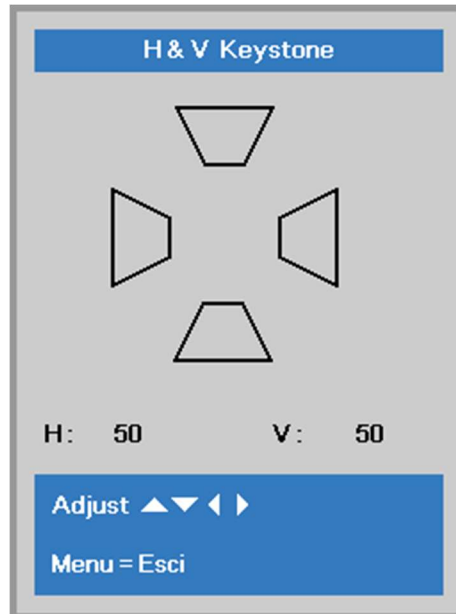 H & V Keystone
H: 50 V: 50
Adjust ▲▼◀▶
Menu = Esci